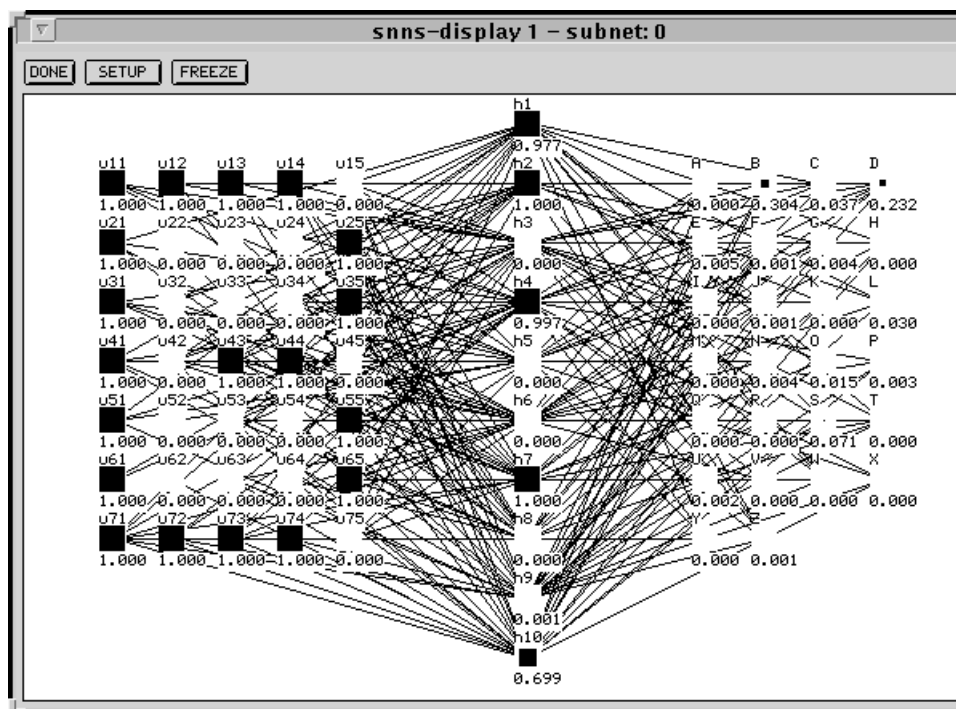 snns-display 1 – subnet: 0
DONE SETUP FREEZE
h1
0.977
u11 u12 u13 u14 u15 h2 A B C D
1.000 1.000 1.000 1.000 0.000 1.000 0.000 0.304 0.037 0.232
u21 u22 u23 u24 u25 h3 E F G H
1.000 0.000 0.000 0.000 1.000 0.000 0.005 0.001 0.004 0.000
u31 u32 u33 u34 u35 h4 I J K L
1.000 0.000 0.000 0.000 1.000 0.997 0.000 0.001 0.000 0.030
u41 u42 u43 u44 u45 h5 M N O P
1.000 0.000 1.000 1.000 0.000 0.000 0.000 0.004 0.015 0.003
u51 u52 u53 u54 u55 h6 Q R S T
1.000 0.000 0.000 0.000 1.000 0.000 0.000 0.000 0.071 0.000
u61 u62 u63 u64 u65 h7 U V W X
1.000 0.000 0.000 0.000 1.000 1.000 0.002 0.000 0.000 0.000
u71 u72 u73 u74 u75 h8 Y Z
1.000 1.000 1.000 1.000 0.000 0.000 0.000 0.001
h9
0.001
h10
0.699